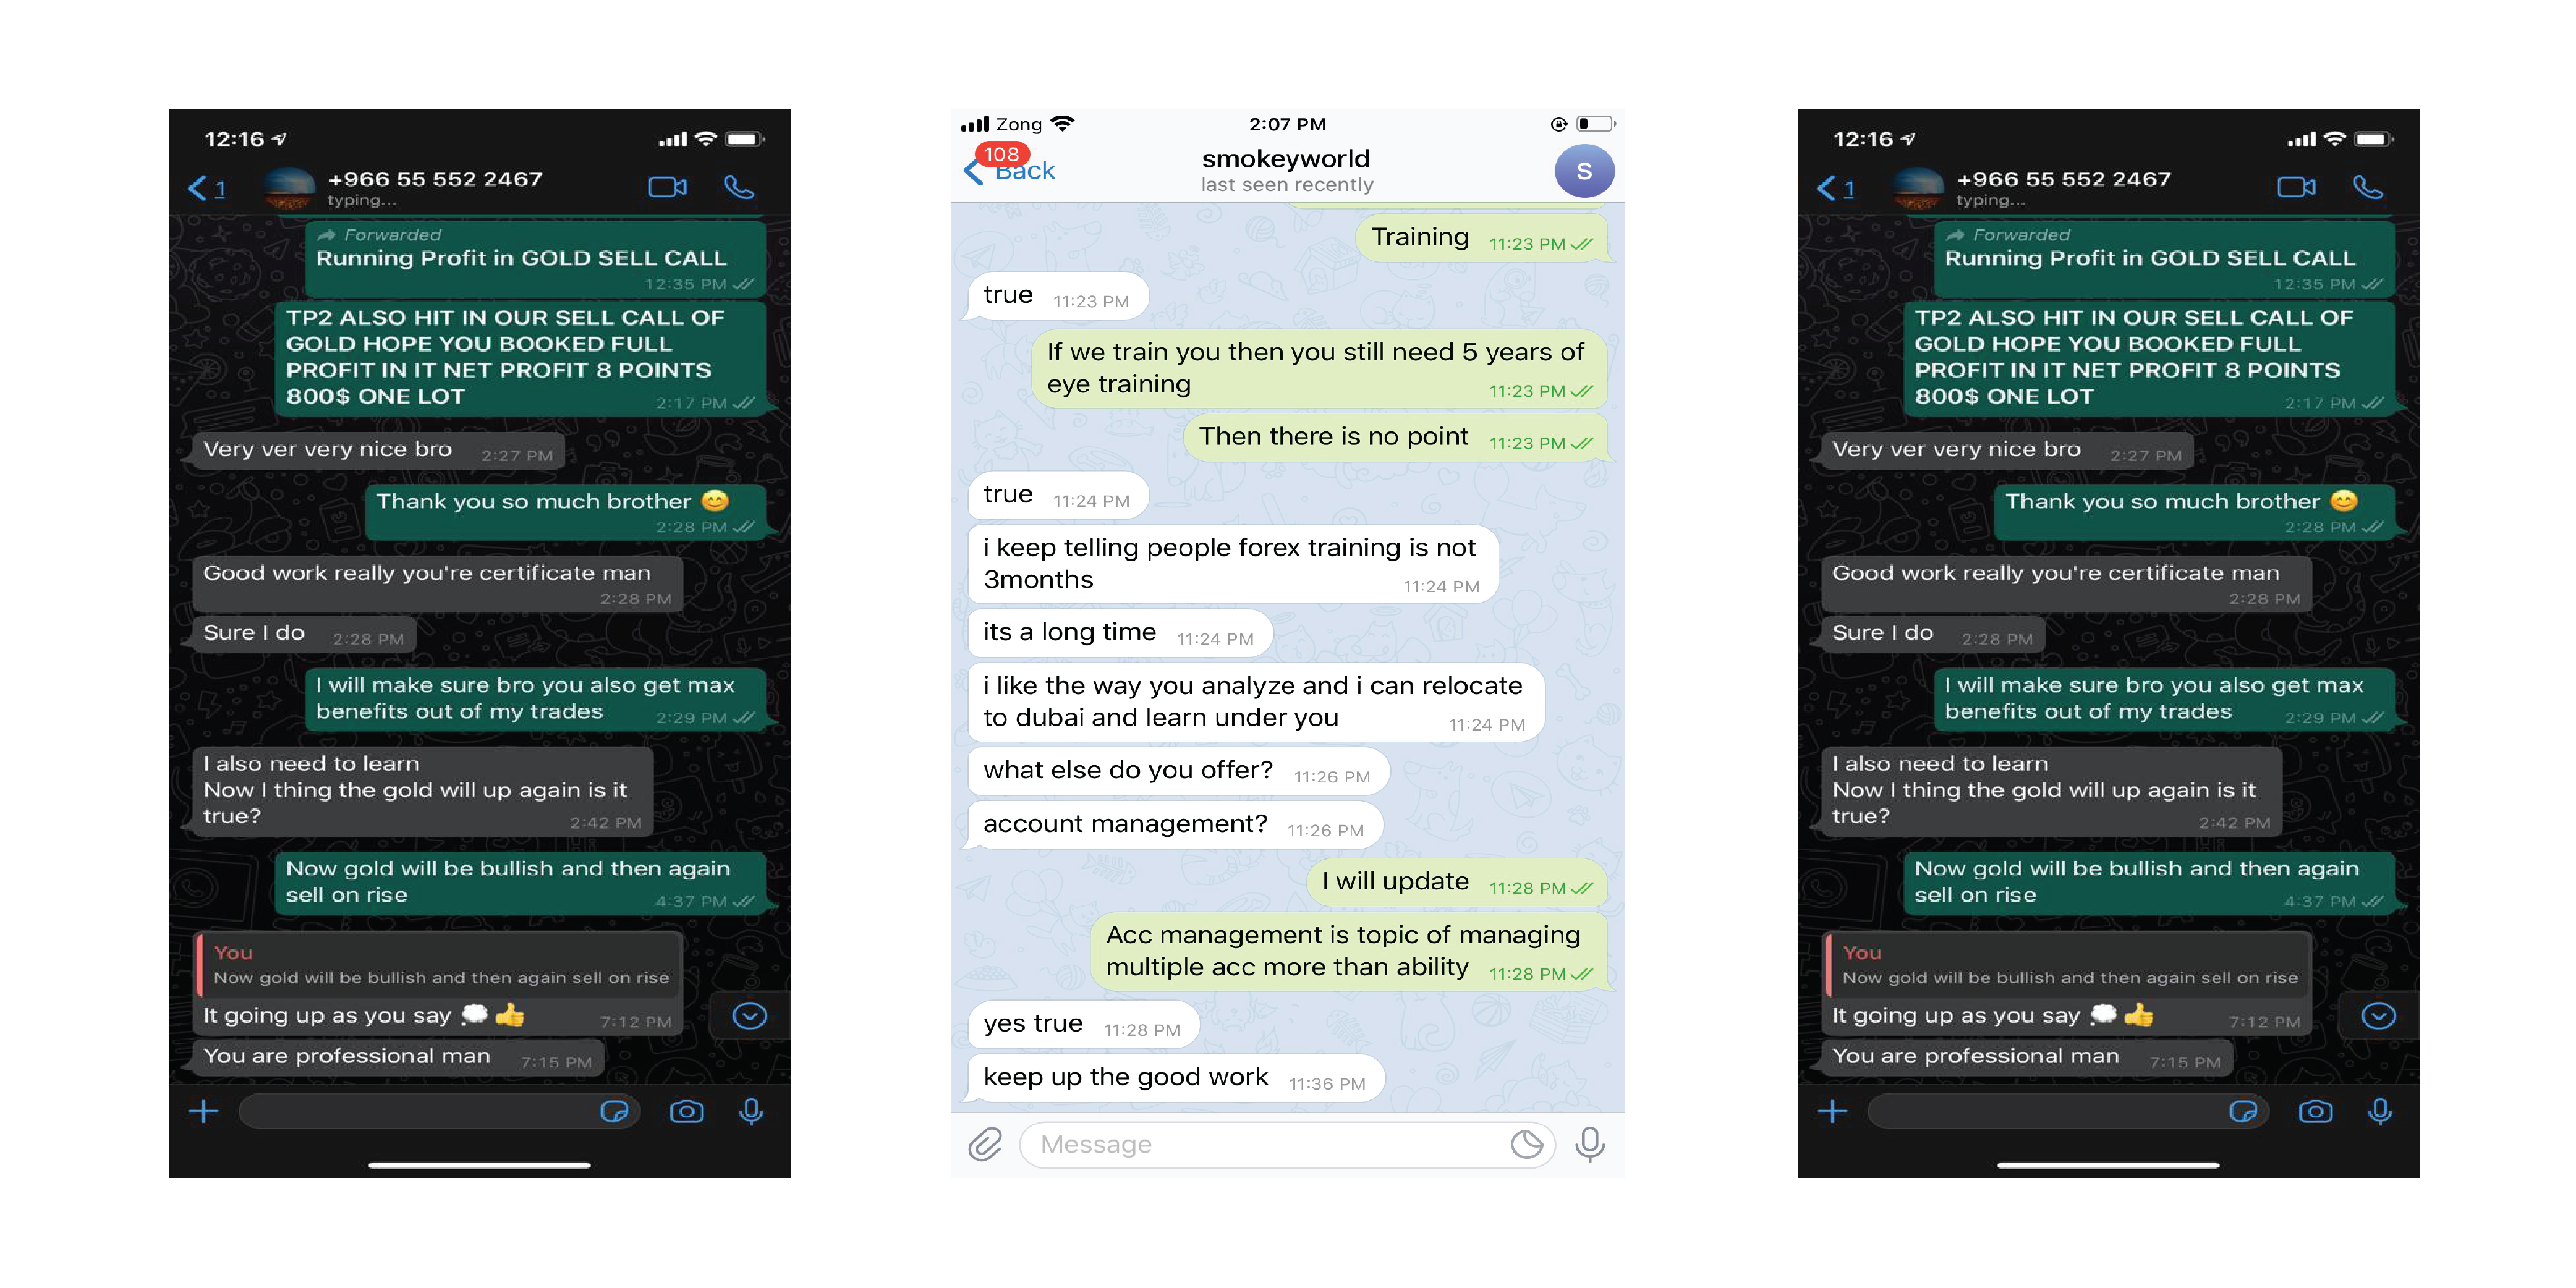 12:16
1
+966 55 552 2467
typing...
Forwarded
Running Profit in GOLD SELL CALL
12:35 PM
TP2 ALSO HIT IN OUR SELL CALL OF
GOLD HOPE YOU BOOKED FULL
PROFIT IN IT NET PROFIT 8 POINTS
800$ ONE LOT 2:17 PM
Very ver very nice bro 2:27 PM
Thank you so much brother 😊
2:28 PM
Good work really you're certificate man
2:28 PM
Sure I do 2:28 PM
I will make sure bro you also get max
benefits out of my trades 2:29 PM
I also need to learn
Now I thing the gold will up again is it
true? 2:42 PM
Now gold will be bullish and then again
sell on rise 4:37 PM
You
Now gold will be bullish and then again sell on rise
It going up as you say 💭👍 7:12 PM
You are professional man 7:15 PM
Zong 2:07 PM
108
Back
smokeyworld
last seen recently
S
Training 11:23 PM
true 11:23 PM
If we train you then you still need 5 years of
eye training 11:23 PM
Then there is no point 11:23 PM
true 11:24 PM
i keep telling people forex training is not
3months 11:24 PM
its a long time 11:24 PM
i like the way you analyze and i can relocate
to dubai and learn under you 11:24 PM
what else do you offer? 11:26 PM
account management? 11:26 PM
I will update 11:28 PM
Acc management is topic of managing
multiple acc more than ability 11:28 PM
yes true 11:28 PM
keep up the good work 11:36 PM
Message
12:16
1
+966 55 552 2467
typing...
Forwarded
Running Profit in GOLD SELL CALL
12:35 PM
TP2 ALSO HIT IN OUR SELL CALL OF
GOLD HOPE YOU BOOKED FULL
PROFIT IN IT NET PROFIT 8 POINTS
800$ ONE LOT 2:17 PM
Very ver very nice bro 2:27 PM
Thank you so much brother 😊
2:28 PM
Good work really you're certificate man
2:28 PM
Sure I do 2:28 PM
I will make sure bro you also get max
benefits out of my trades 2:29 PM
I also need to learn
Now I thing the gold will up again is it
true? 2:42 PM
Now gold will be bullish and then again
sell on rise 4:37 PM
You
Now gold will be bullish and then again sell on rise
It going up as you say 💭👍 7:12 PM
You are professional man 7:15 PM